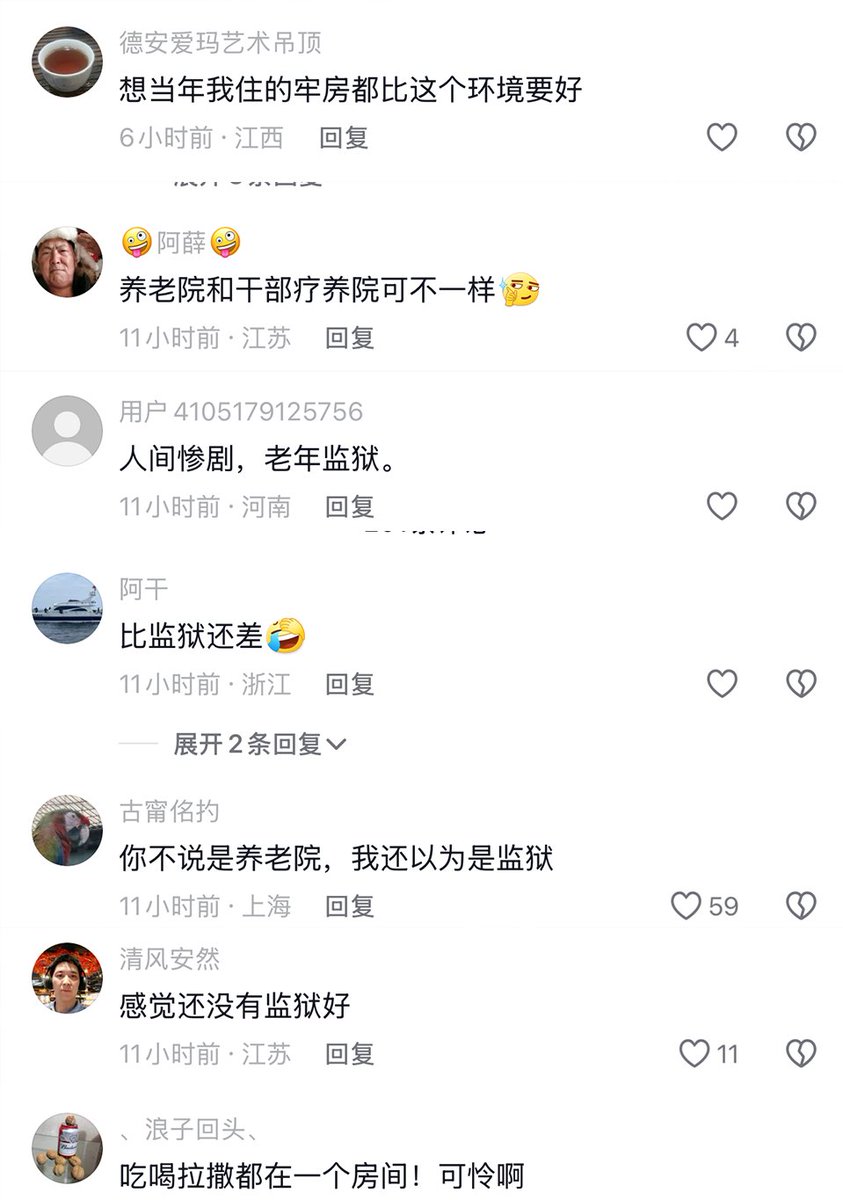 德安爱玛艺术吊顶
想当年我住的牢房都比这个环境要好
6小时前 · 江西 回复
阿薛
养老院和干部疗养院可不一样
11小时前 · 江苏 回复 4
用户4105179125756
人间惨剧，老年监狱。
11小时前 · 河南 回复
阿干
比监狱还差
11小时前 · 浙江 回复
展开2条回复
古甯佲扚
你不说是养老院，我还以为是监狱
11小时前 · 上海 回复 59
清风安然
感觉还没有监狱好
11小时前 · 江苏 回复 11
、浪子回头、
吃喝拉撒都在一个房间！可怜啊